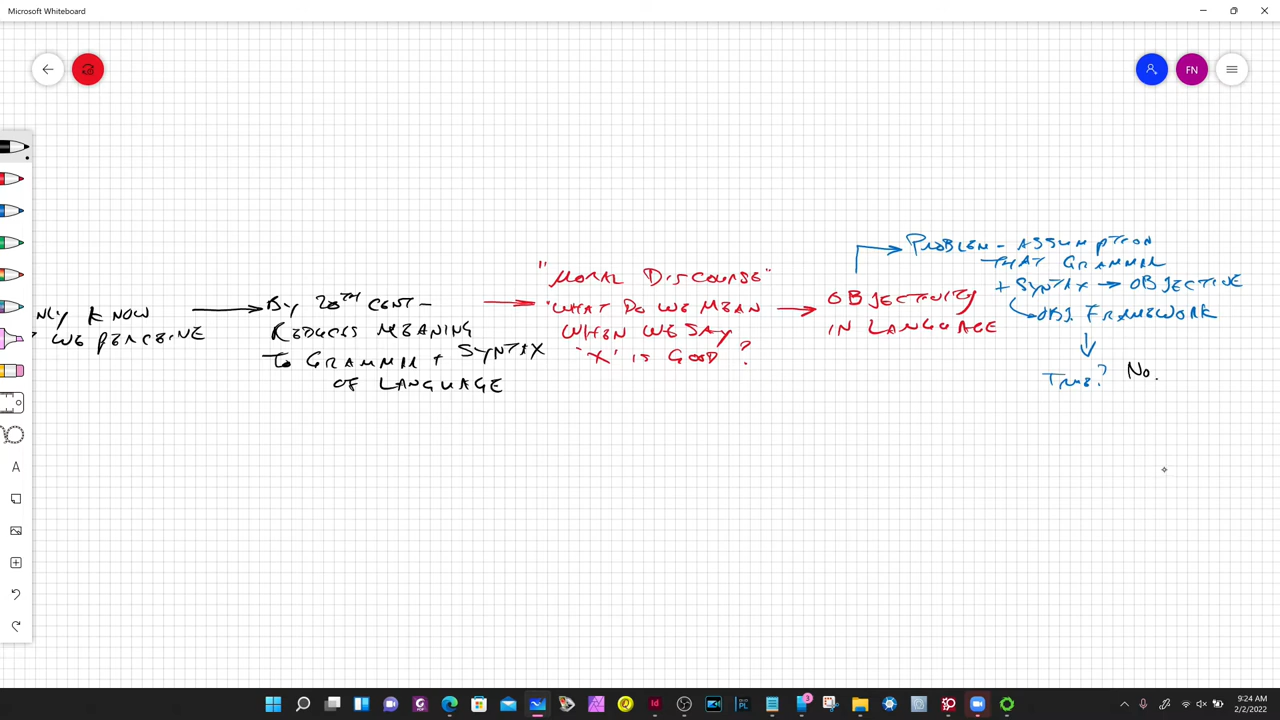 Microsoft Whiteboard
FN
NLY KNOW
WE PERCEIVE
BY 20TH CENT -
REDUCES MEANING
TO GRAMMAR + SYNTAX
OF LANGUAGE
"MORAL DISCOURSE"
"WHAT DO WE MEAN
WHEN WE SAY
'X' IS GOOD?
OBJECTIVITY
IN LANGUAGE
PROBLEM - ASSUMPTION
THAT GRAMMAR
+ SYNTAX → OBJECTIVE
OBJ. FRAMEWORK
TRUE? No.
A
3
9:24 AM
2/2/2022